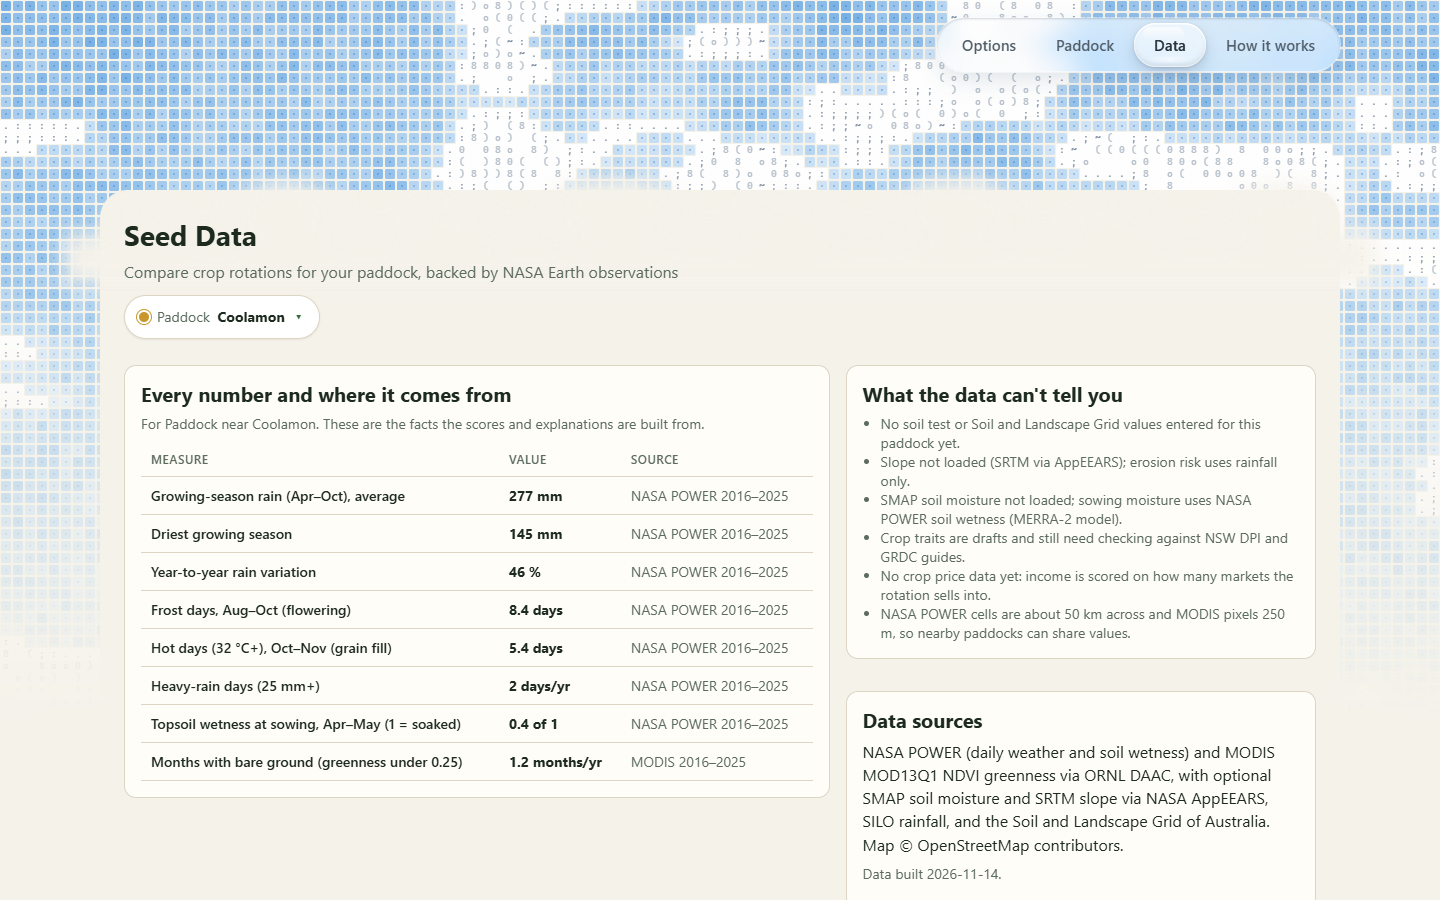 Options
Paddock
Data
How it works
Seed Data
Compare crop rotations for your paddock, backed by NASA Earth observations
Paddock Coolamon ▾
Every number and where it comes from
For Paddock near Coolamon. These are the facts the scores and explanations are built from.
MEASURE VALUE SOURCE
Growing-season rain (Apr–Oct), average 277 mm NASA POWER 2016–2025
Driest growing season 145 mm NASA POWER 2016–2025
Year-to-year rain variation 46 % NASA POWER 2016–2025
Frost days, Aug–Oct (flowering) 8.4 days NASA POWER 2016–2025
Hot days (32 °C+), Oct–Nov (grain fill) 5.4 days NASA POWER 2016–2025
Heavy-rain days (25 mm+) 2 days/yr NASA POWER 2016–2025
Topsoil wetness at sowing, Apr–May (1 = soaked) 0.4 of 1 NASA POWER 2016–2025
Months with bare ground (greenness under 0.25) 1.2 months/yr MODIS 2016–2025
What the data can't tell you
• No soil test or Soil and Landscape Grid values entered for this
paddock yet.
• Slope not loaded (SRTM via AppEEARS); erosion risk uses rainfall
only.
• SMAP soil moisture not loaded; sowing moisture uses NASA
POWER soil wetness (MERRA-2 model).
• Crop traits are drafts and still need checking against NSW DPI and
GRDC guides.
• No crop price data yet: income is scored on how many markets the
rotation sells into.
• NASA POWER cells are about 50 km across and MODIS pixels 250
m, so nearby paddocks can share values.
Data sources
NASA POWER (daily weather and soil wetness) and MODIS
MOD13Q1 NDVI greenness via ORNL DAAC, with optional
SMAP soil moisture and SRTM slope via NASA AppEEARS,
SILO rainfall, and the Soil and Landscape Grid of Australia.
Map © OpenStreetMap contributors.
Data built 2026-11-14.